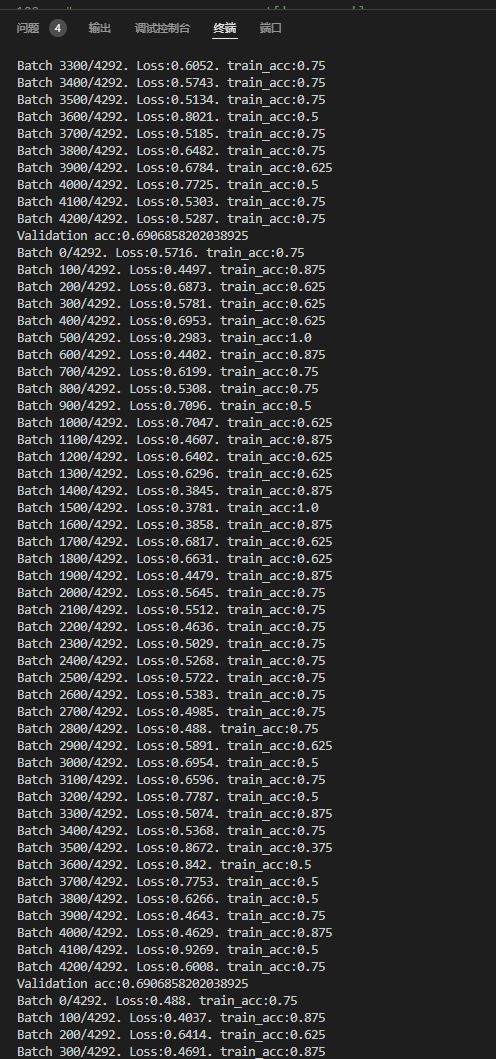 问题 4 输出 调试控制台 终端 端口
Batch 3300/4292. Loss:0.6052. train_acc:0.75
Batch 3400/4292. Loss:0.5743. train_acc:0.75
Batch 3500/4292. Loss:0.5134. train_acc:0.75
Batch 3600/4292. Loss:0.8021. train_acc:0.5
Batch 3700/4292. Loss:0.5185. train_acc:0.75
Batch 3800/4292. Loss:0.6482. train_acc:0.75
Batch 3900/4292. Loss:0.6784. train_acc:0.625
Batch 4000/4292. Loss:0.7725. train_acc:0.5
Batch 4100/4292. Loss:0.5303. train_acc:0.75
Batch 4200/4292. Loss:0.5287. train_acc:0.75
Validation acc:0.6906858202038925
Batch 0/4292. Loss:0.5716. train_acc:0.75
Batch 100/4292. Loss:0.4497. train_acc:0.875
Batch 200/4292. Loss:0.6873. train_acc:0.625
Batch 300/4292. Loss:0.5781. train_acc:0.625
Batch 400/4292. Loss:0.6953. train_acc:0.625
Batch 500/4292. Loss:0.2983. train_acc:1.0
Batch 600/4292. Loss:0.4402. train_acc:0.875
Batch 700/4292. Loss:0.6199. train_acc:0.75
Batch 800/4292. Loss:0.5308. train_acc:0.75
Batch 900/4292. Loss:0.7096. train_acc:0.5
Batch 1000/4292. Loss:0.7047. train_acc:0.625
Batch 1100/4292. Loss:0.4607. train_acc:0.875
Batch 1200/4292. Loss:0.6402. train_acc:0.625
Batch 1300/4292. Loss:0.6296. train_acc:0.625
Batch 1400/4292. Loss:0.3845. train_acc:0.875
Batch 1500/4292. Loss:0.3781. train_acc:1.0
Batch 1600/4292. Loss:0.3858. train_acc:0.875
Batch 1700/4292. Loss:0.6817. train_acc:0.625
Batch 1800/4292. Loss:0.6631. train_acc:0.625
Batch 1900/4292. Loss:0.4479. train_acc:0.875
Batch 2000/4292. Loss:0.5645. train_acc:0.75
Batch 2100/4292. Loss:0.5512. train_acc:0.75
Batch 2200/4292. Loss:0.4636. train_acc:0.75
Batch 2300/4292. Loss:0.5029. train_acc:0.75
Batch 2400/4292. Loss:0.5268. train_acc:0.75
Batch 2500/4292. Loss:0.5722. train_acc:0.75
Batch 2600/4292. Loss:0.5383. train_acc:0.75
Batch 2700/4292. Loss:0.4985. train_acc:0.75
Batch 2800/4292. Loss:0.488. train_acc:0.75
Batch 2900/4292. Loss:0.5891. train_acc:0.625
Batch 3000/4292. Loss:0.6954. train_acc:0.5
Batch 3100/4292. Loss:0.6596. train_acc:0.75
Batch 3200/4292. Loss:0.7787. train_acc:0.5
Batch 3300/4292. Loss:0.5074. train_acc:0.875
Batch 3400/4292. Loss:0.5368. train_acc:0.75
Batch 3500/4292. Loss:0.8672. train_acc:0.375
Batch 3600/4292. Loss:0.842. train_acc:0.5
Batch 3700/4292. Loss:0.7753. train_acc:0.5
Batch 3800/4292. Loss:0.6266. train_acc:0.5
Batch 3900/4292. Loss:0.4643. train_acc:0.75
Batch 4000/4292. Loss:0.4629. train_acc:0.875
Batch 4100/4292. Loss:0.9269. train_acc:0.5
Batch 4200/4292. Loss:0.6008. train_acc:0.75
Validation acc:0.6906858202038925
Batch 0/4292. Loss:0.488. train_acc:0.75
Batch 100/4292. Loss:0.4037. train_acc:0.875
Batch 200/4292. Loss:0.6414. train_acc:0.625
Batch 300/4292. Loss:0.4691. train_acc:0.875